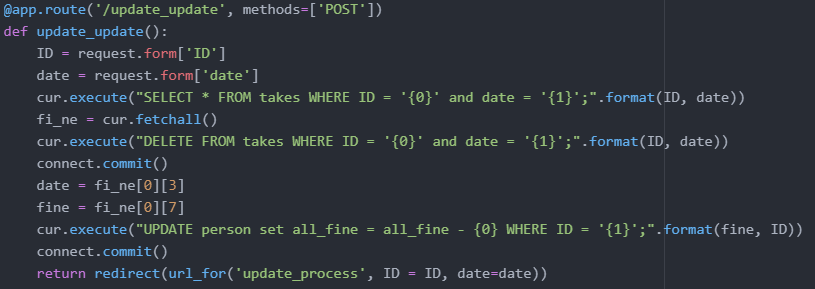 @app.route('/update_update', methods=['POST'])
def update_update():
    ID = request.form['ID']
    date = request.form['date']
    cur.execute("SELECT * FROM takes WHERE ID = '{0}' and date = '{1}';".format(ID, date))
    fi_ne = cur.fetchall()
    cur.execute("DELETE FROM takes WHERE ID = '{0}' and date = '{1}';".format(ID, date))
    connect.commit()
    date = fi_ne[0][3]
    fine = fi_ne[0][7]
    cur.execute("UPDATE person set all_fine = all_fine - {0} WHERE ID = '{1}';".format(fine, ID))
    connect.commit()
    return redirect(url_for('update_process', ID = ID, date=date))